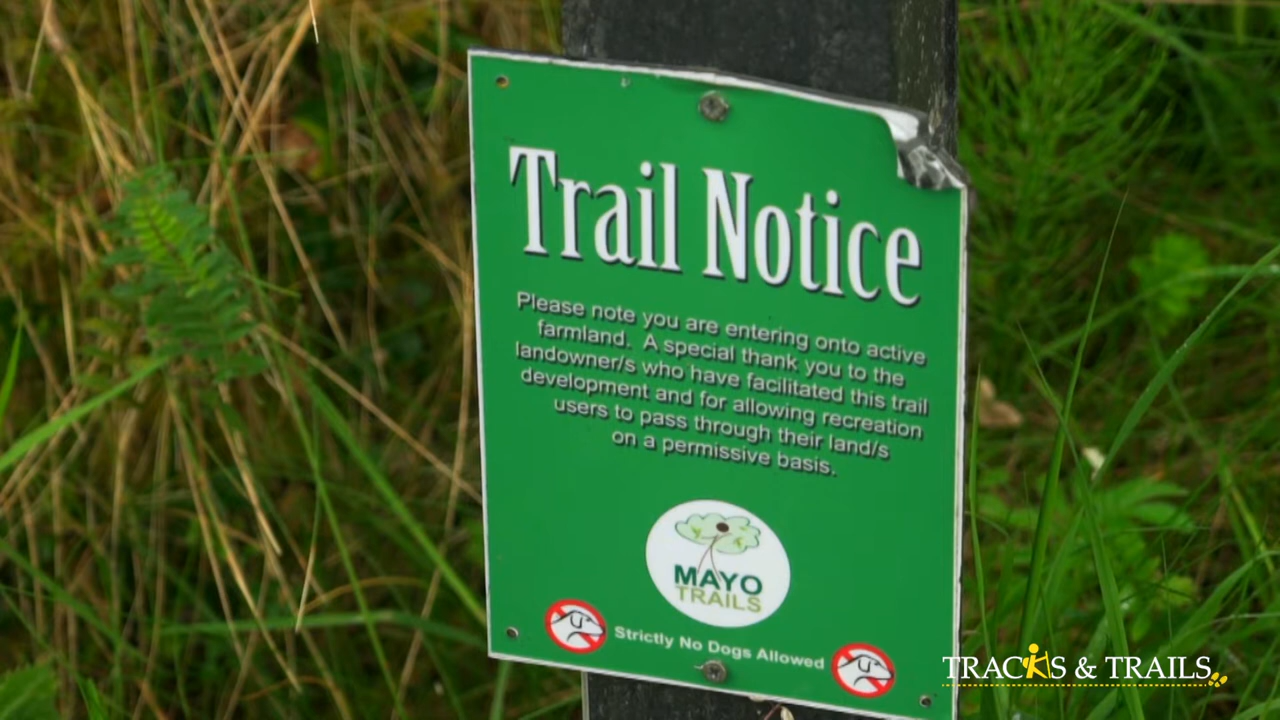 Trail Notice
Please note you are entering onto active
farmland. A special thank you to the
landowner/s who have facilitated this trail
development and for allowing recreation
users to pass through their land/s
on a permissive basis.
MAYO
TRAILS
Strictly No Dogs Allowed
TRACKS & TRAILS